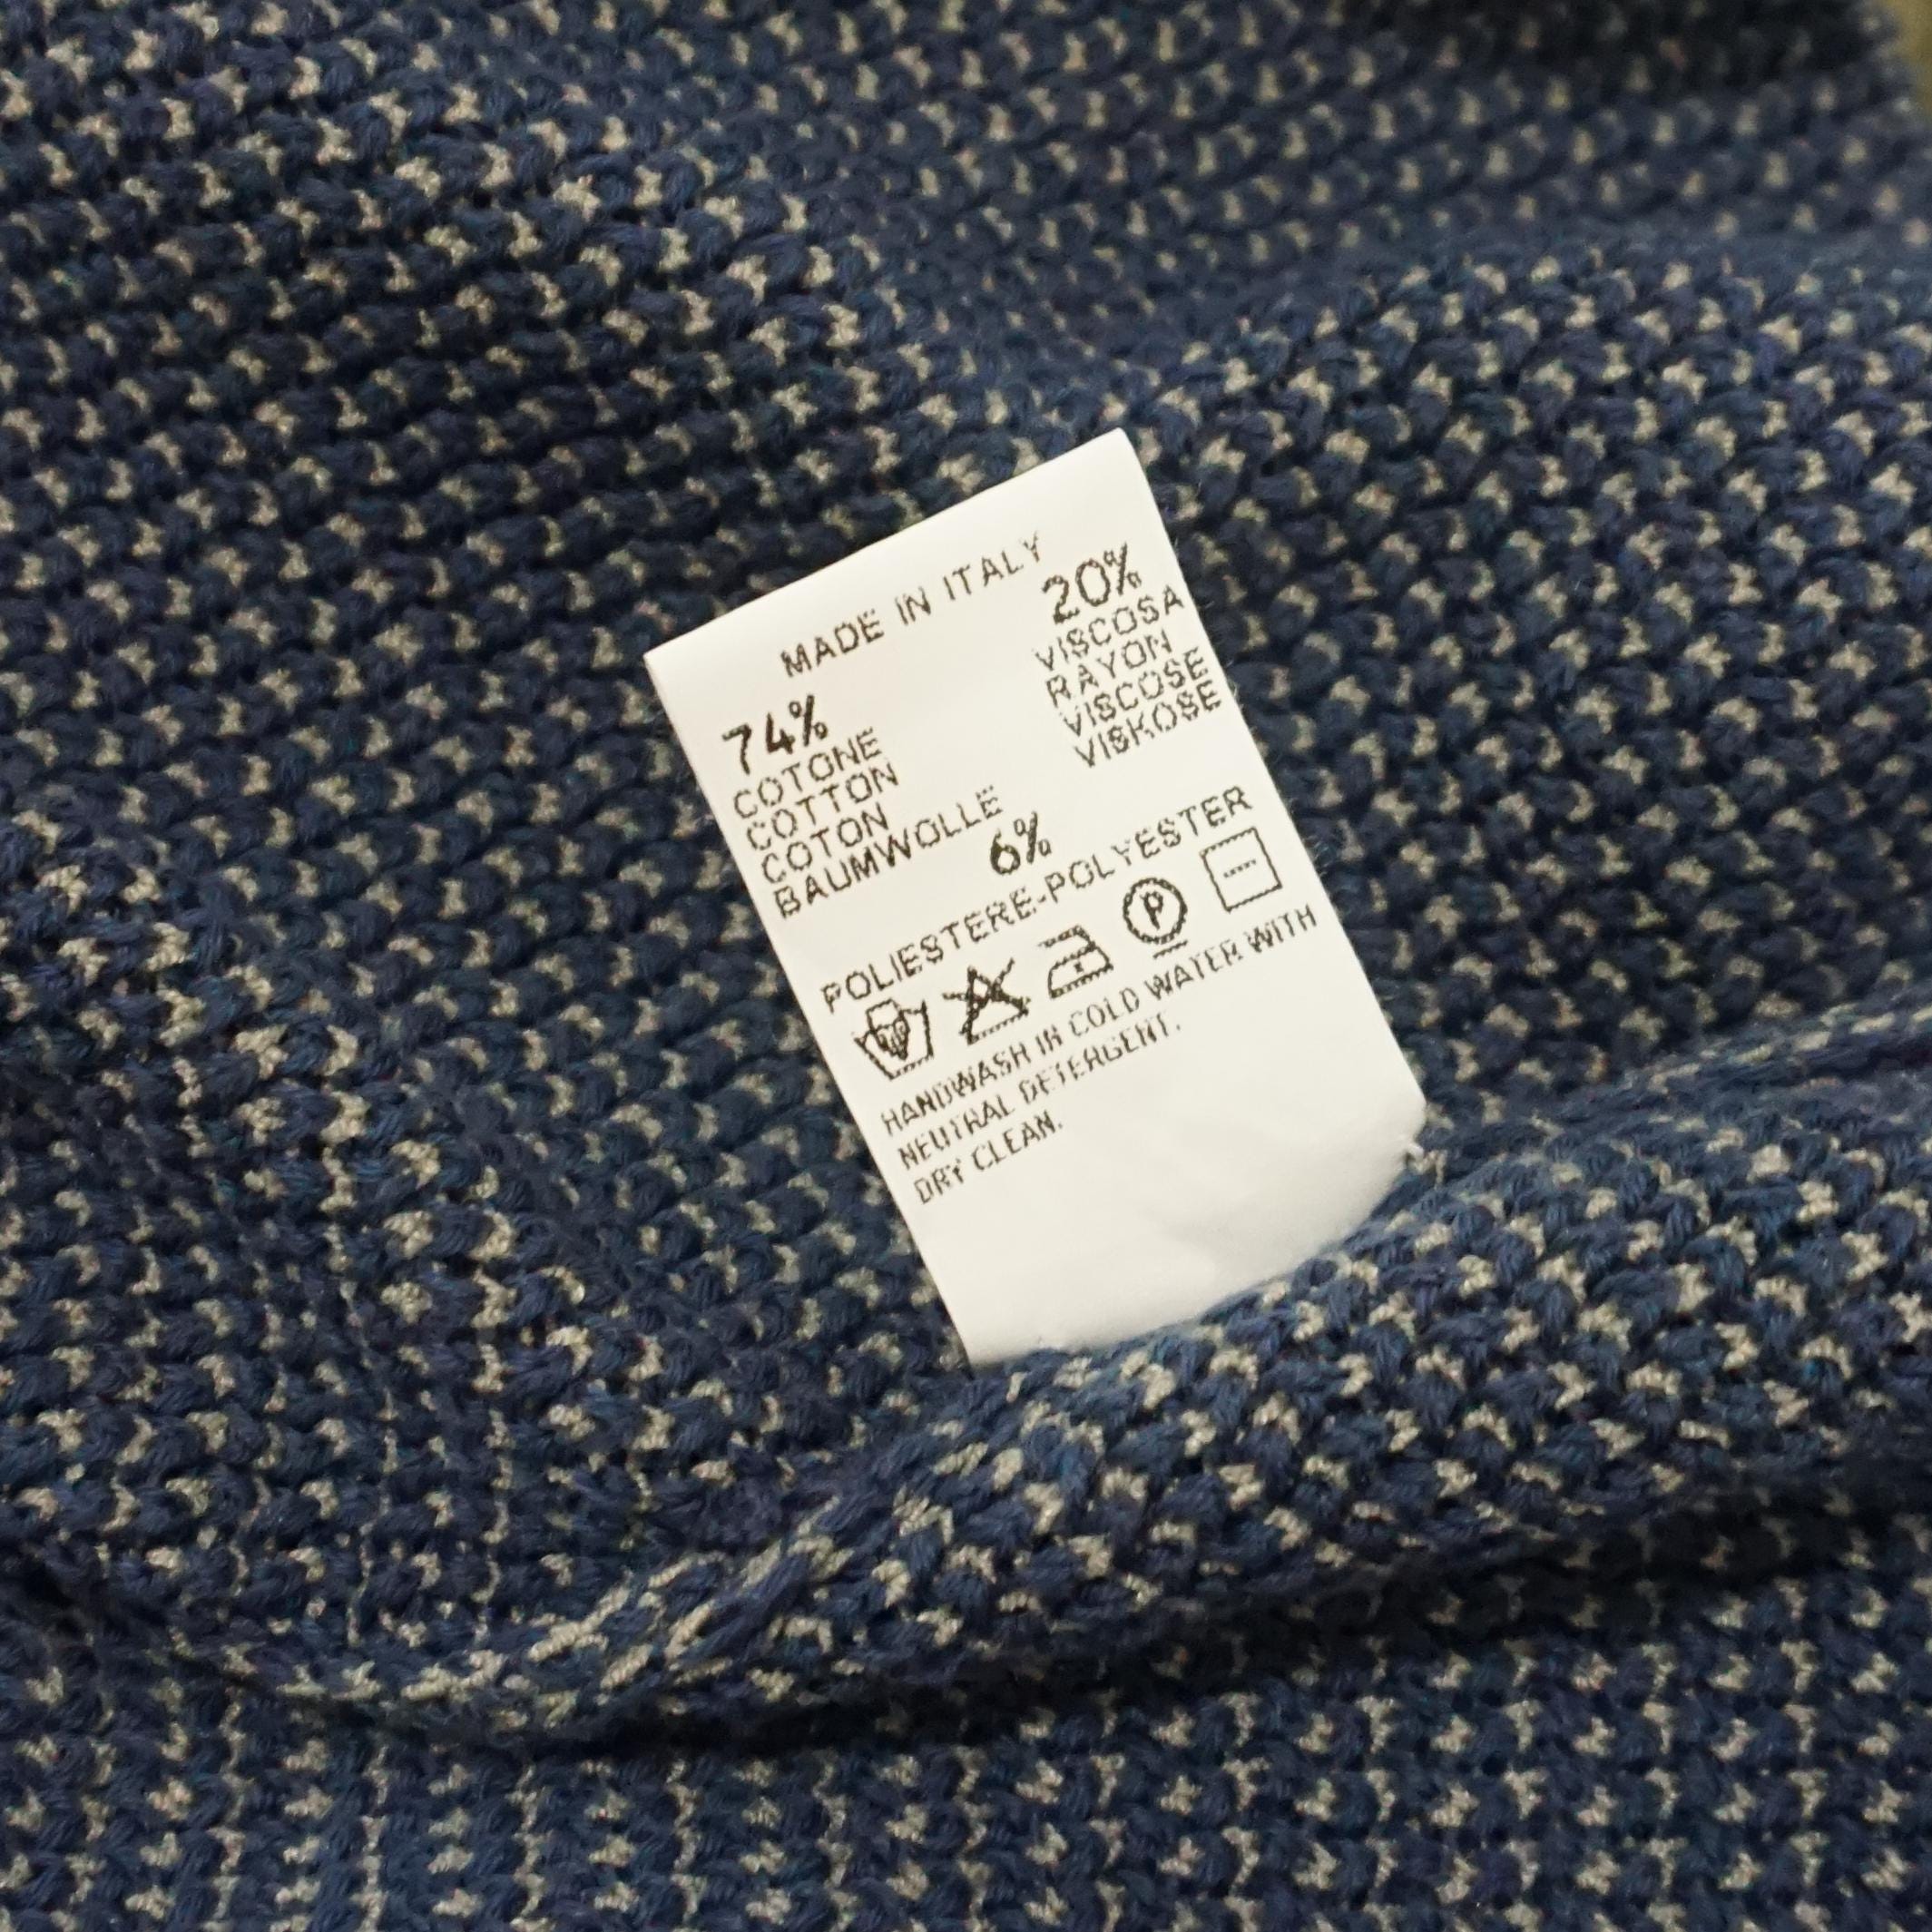 MADE IN ITALY
74%
COTONE
COTTON
COTON
BAUMWOLLE
20%
VISCOSA
RAYON
VISCOSE
VISKOSE
6%
POLIESTERE-POLYESTER
P
HANDWASH IN COLD WATER WITH
NEUTRAL DETERGENT.
DRY CLEAN.